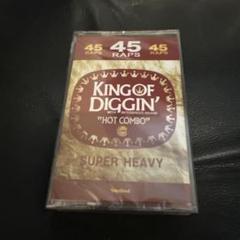 45 RAPS 45 RAPS 45 RAPS
KING OF
DIGGIN'
"HOT COMBO"
SUPER HEAVY